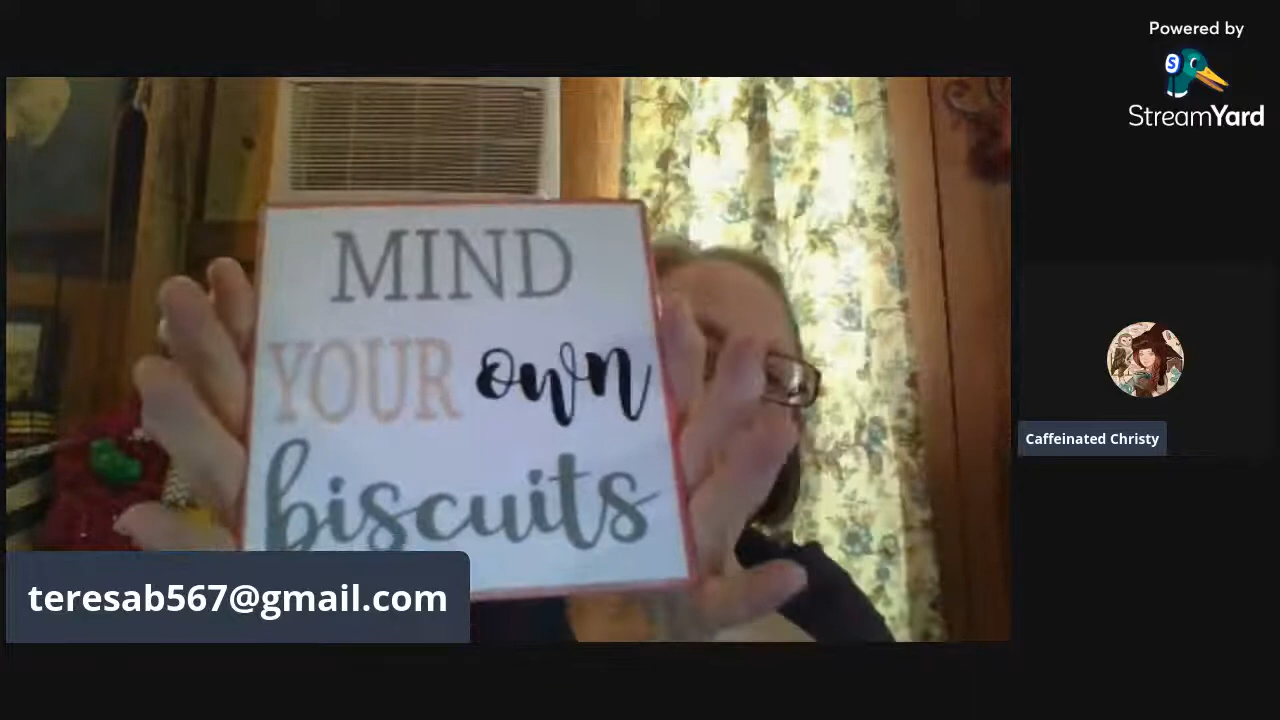 Powered by
StreamYard
MIND
YOUR own
biscuits
Caffeinated Christy
teresab567@gmail.com